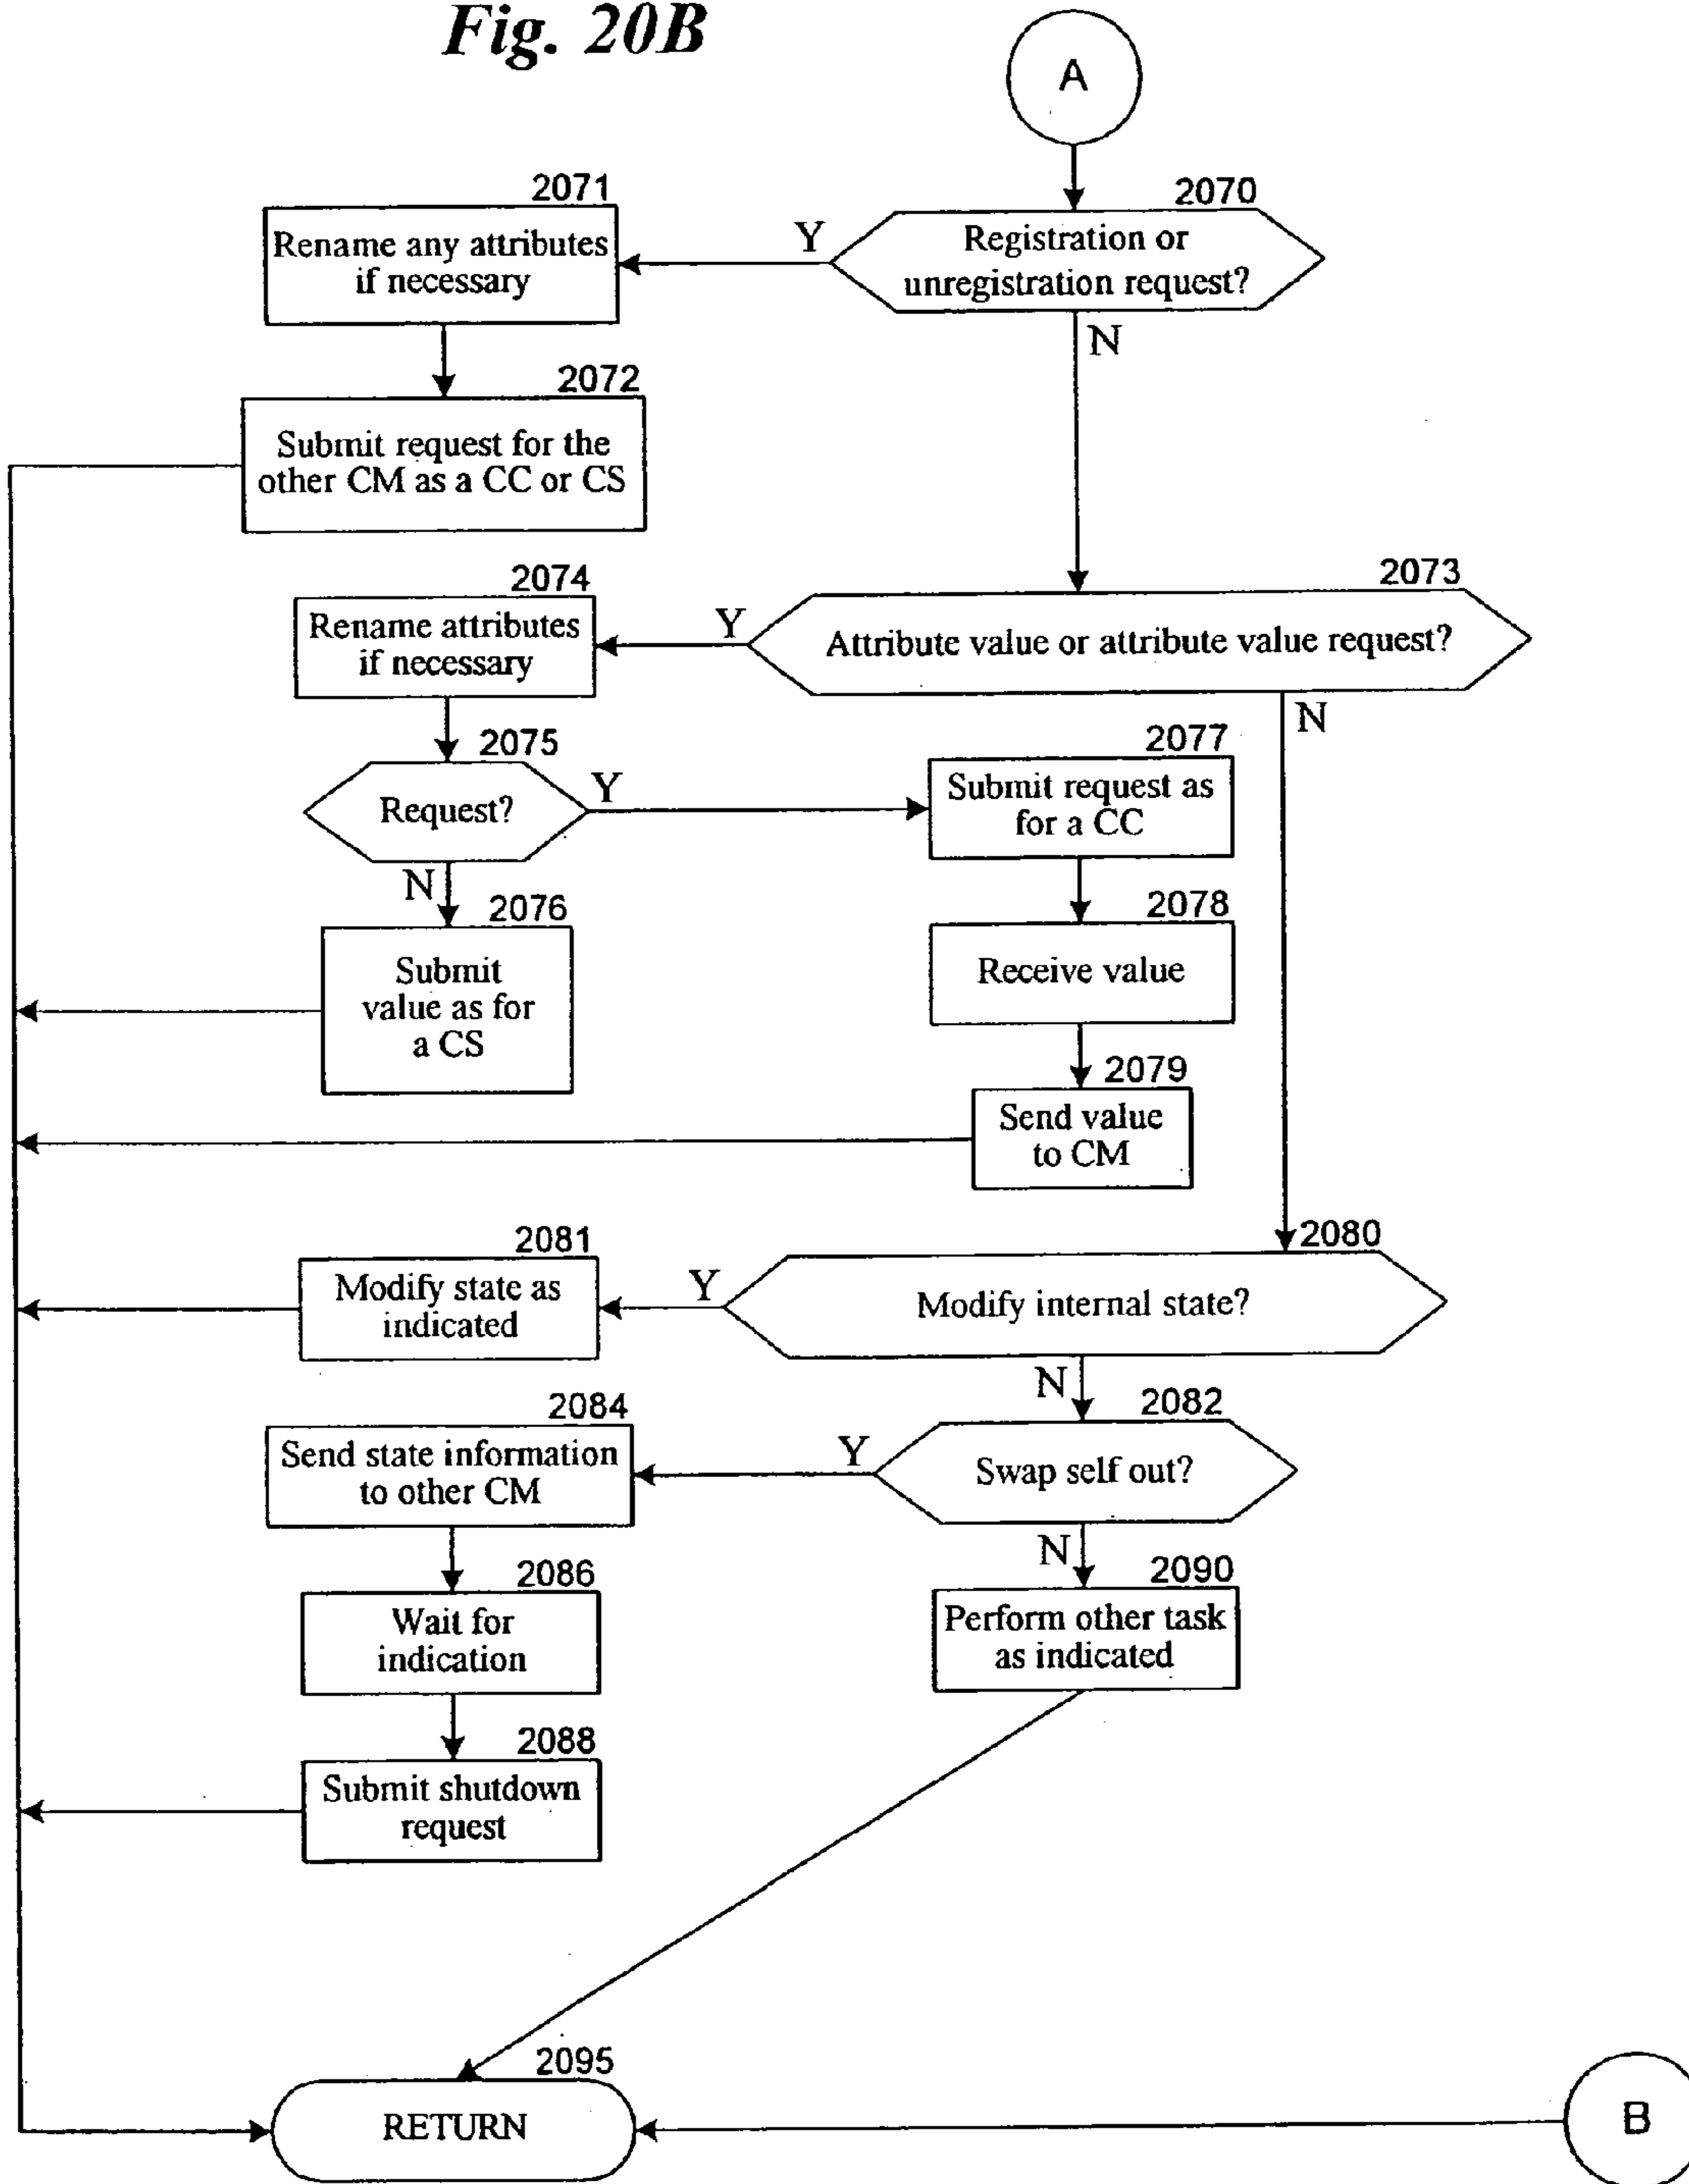 Fig. 20B
A
2070
Registration or
unregistration request?
Y
N
2071
Rename any attributes
if necessary
2072
Submit request for the
other CM as a CC or CS
2073
Attribute value or attribute value request?
Y
N
2074
Rename attributes
if necessary
2075
Request?
Y
N
2076
Submit
value as for
a CS
2077
Submit request as
for a CC
2078
Receive value
2079
Send value
to CM
2080
Modify internal state?
Y
N
2081
Modify state as
indicated
2082
Swap self out?
Y
N
2084
Send state information
to other CM
2086
Wait for
indication
2088
Submit shutdown
request
2090
Perform other task
as indicated
2095
RETURN
B